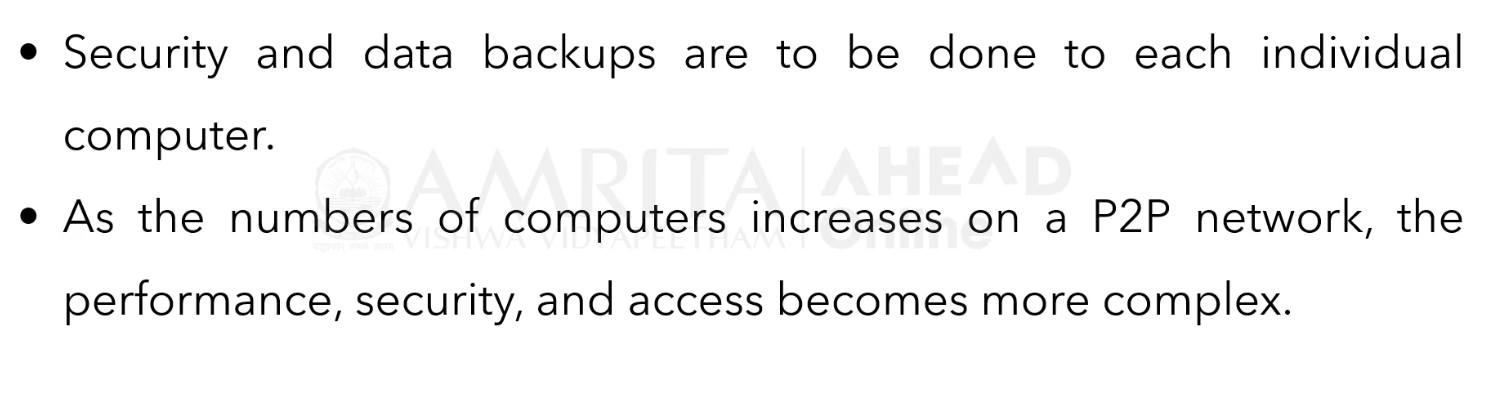 • Security and data backups are to be done to each individual
computer.
AMRITA AHEAD
• As the numbers of computers increases on a P2P network, the
VISHWA VIDYAPEETHAM Online
performance, security, and access becomes more complex.